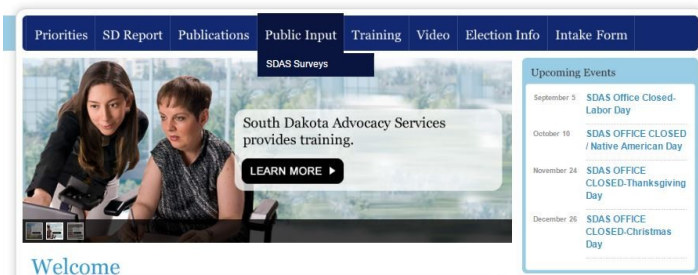 Priorities SD Report Publications Public Input Training Video Election Info Intake Form
SDAS Surveys
South Dakota Advocacy Services
provides training.
LEARN MORE
Upcoming Events
September 5 SDAS Office Closed-
Labor Day
October 10 SDAS OFFICE CLOSED
/ Native American Day
November 24 SDAS OFFICE
CLOSED-Thanksgiving
Day
December 26 SDAS OFFICE
CLOSED-Christmas
Day
Welcome